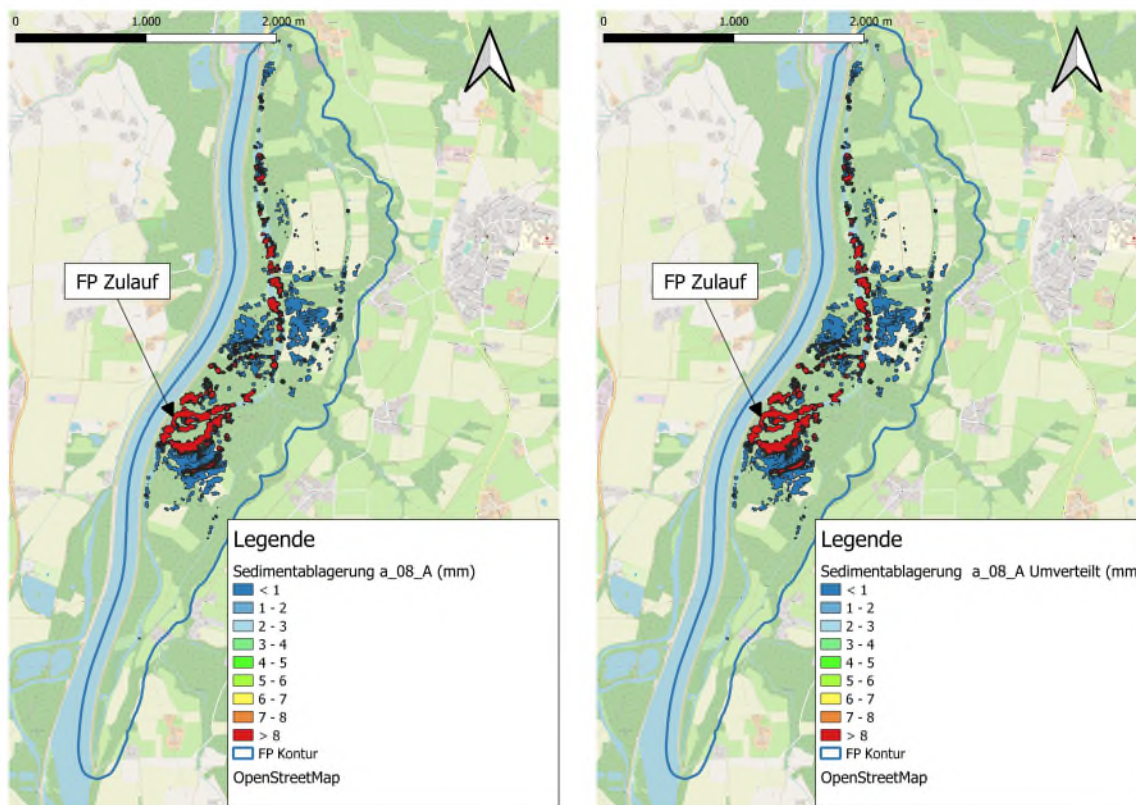 0 1.000 2.000 m
FP Zulauf
Legende
Sedimentablagerung a_08_A (mm)
< 1
1 - 2
2 - 3
3 - 4
4 - 5
5 - 6
6 - 7
7 - 8
> 8
FP Kontur
OpenStreetMap
0 1.000 2.000 m
FP Zulauf
Legende
Sedimentablagerung a_08_A Umverteilt (mm
< 1
1 - 2
2 - 3
3 - 4
4 - 5
5 - 6
6 - 7
7 - 8
> 8
FP Kontur
OpenStreetMap